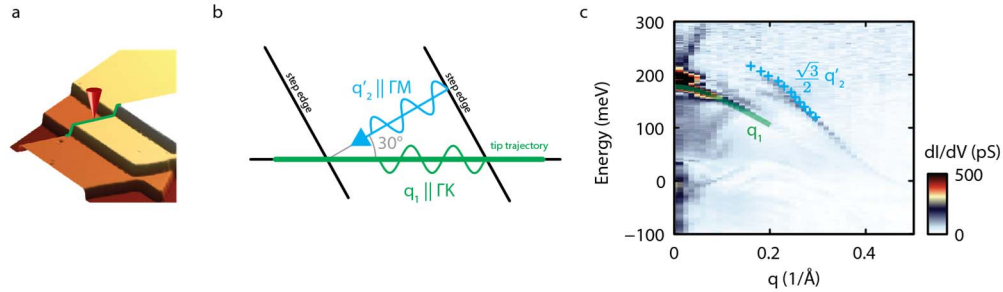 a
b
c
step edge
q′₂ || ΓM
step edge
30°
tip trajectory
q₁ || ΓK
300
200
100
0
−100
Energy (meV)
√3/2 q′₂
q₁
0
0.2
0.4
q (1/Å)
dI/dV (pS)
500
0